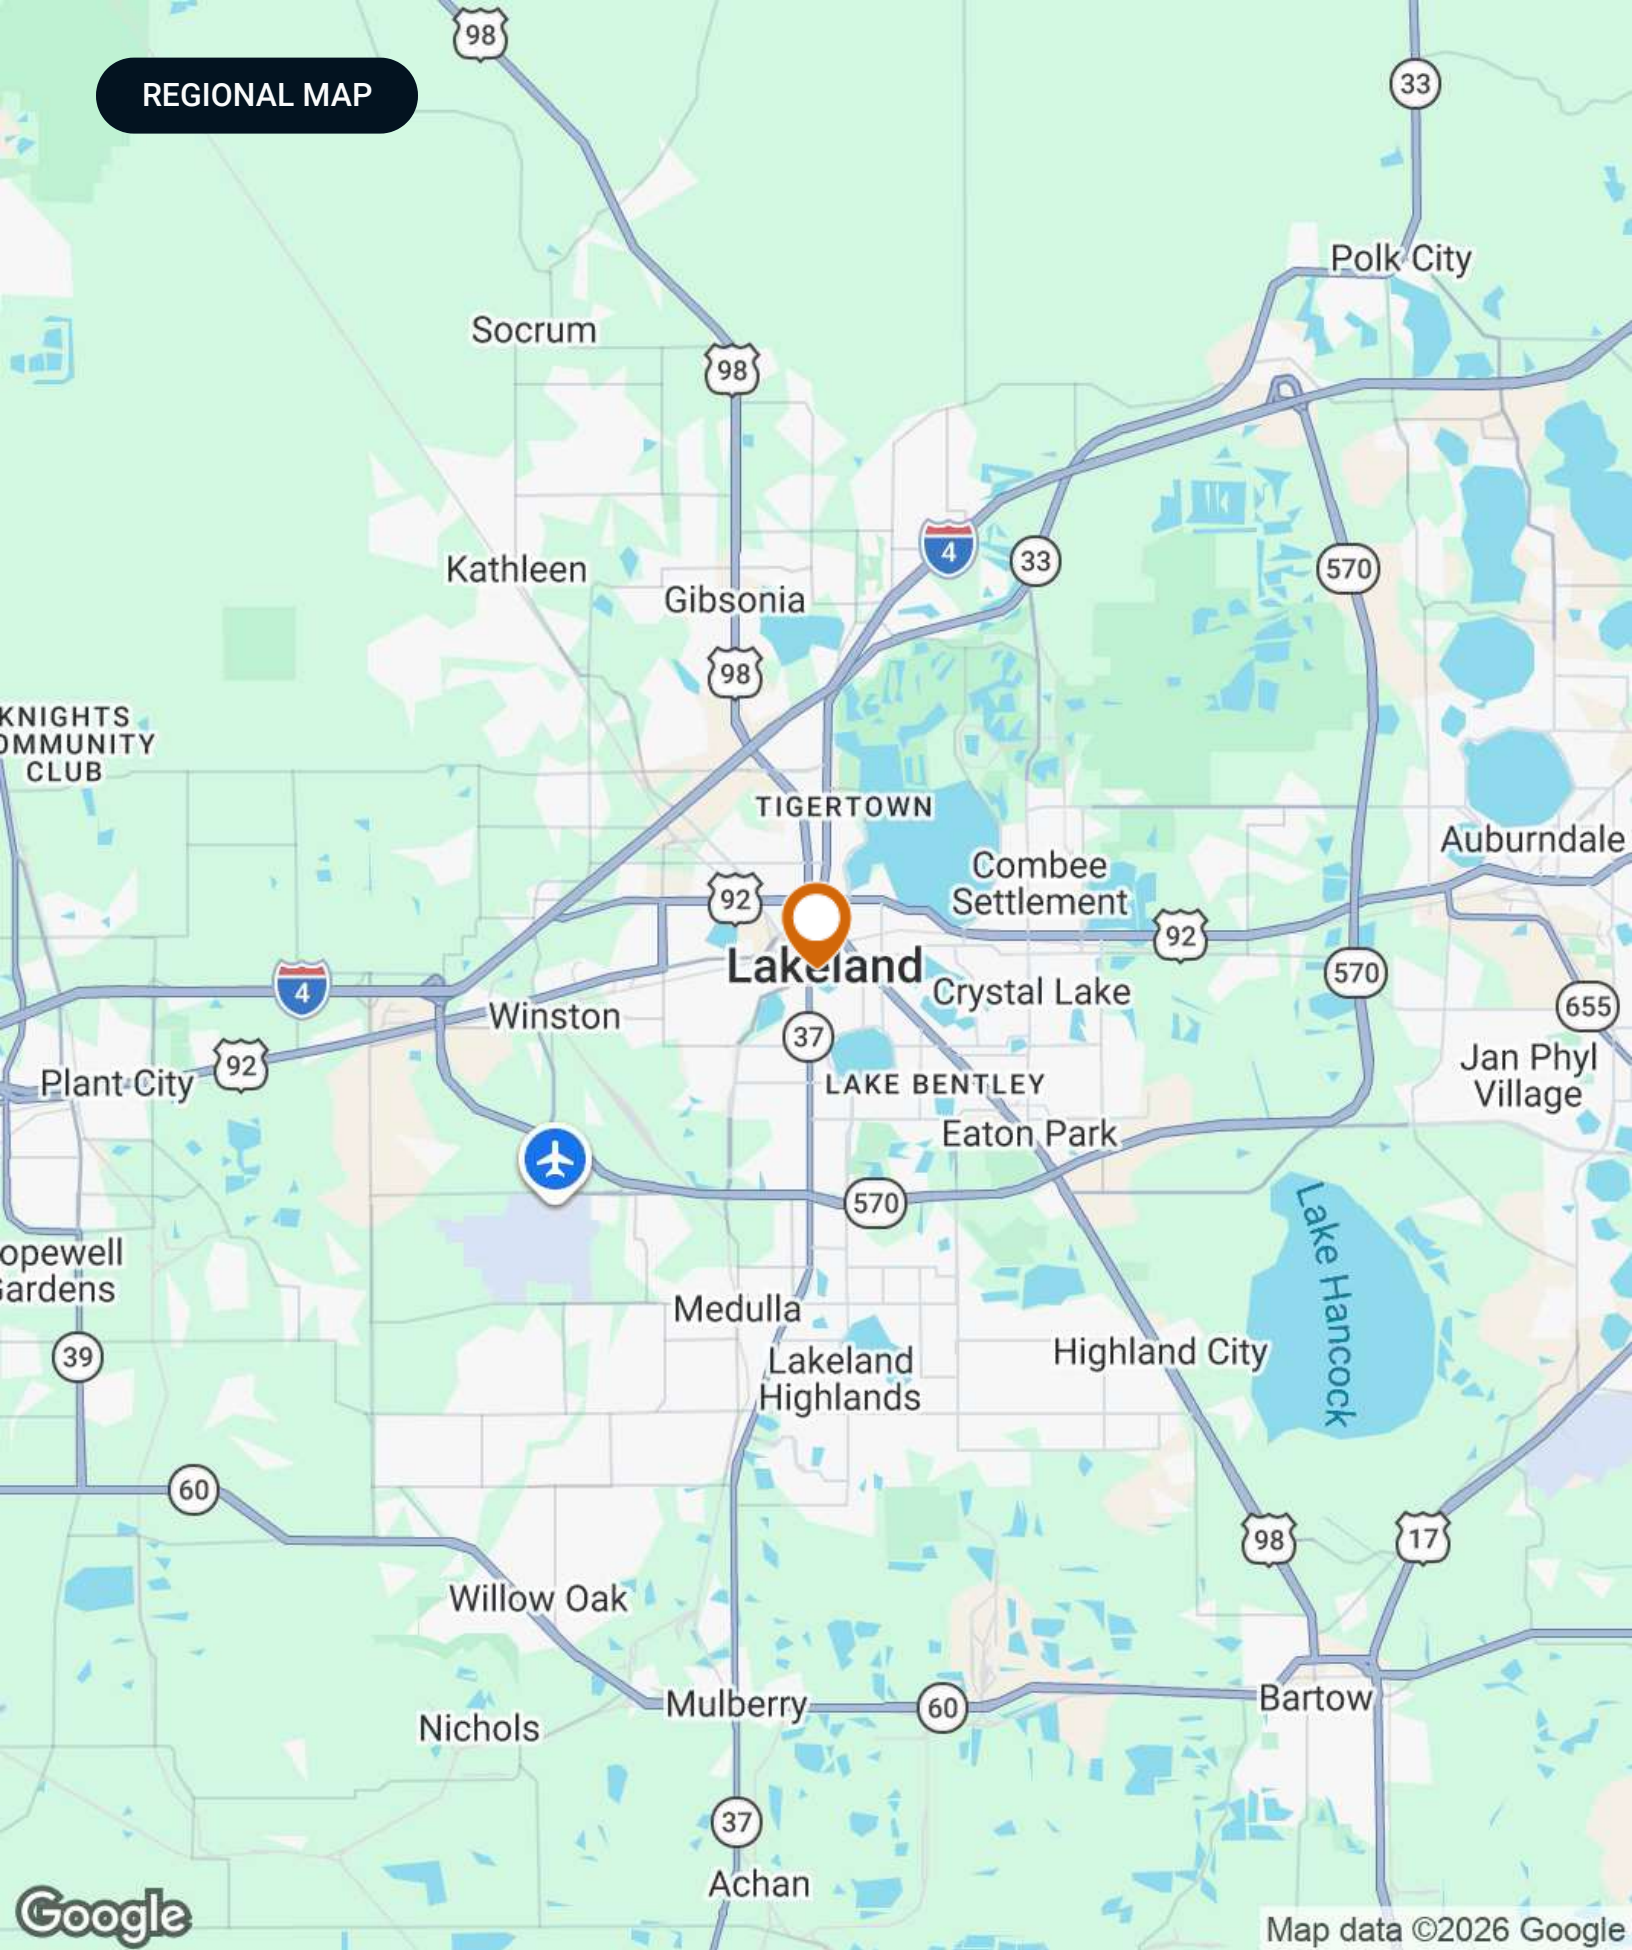 98
REGIONAL MAP
33
Polk City
Socrum
98
4
33
570
Kathleen
Gibsonia
98
KNIGHTS
OMMUNITY
CLUB
TIGERTOWN
Auburndale
Combee
Settlement
92
92
Lakeland
570
4
Crystal Lake
655
Winston
37
Plant City
92
Jan Phyl
Village
LAKE BENTLEY
Eaton Park
570
Lake Hancock
opewell
ardens
Medulla
39
Lakeland
Highlands
Highland City
60
98
17
Willow Oak
Mulberry
60
Bartow
Nichols
37
Achan
Google
Map data ©2026 Google